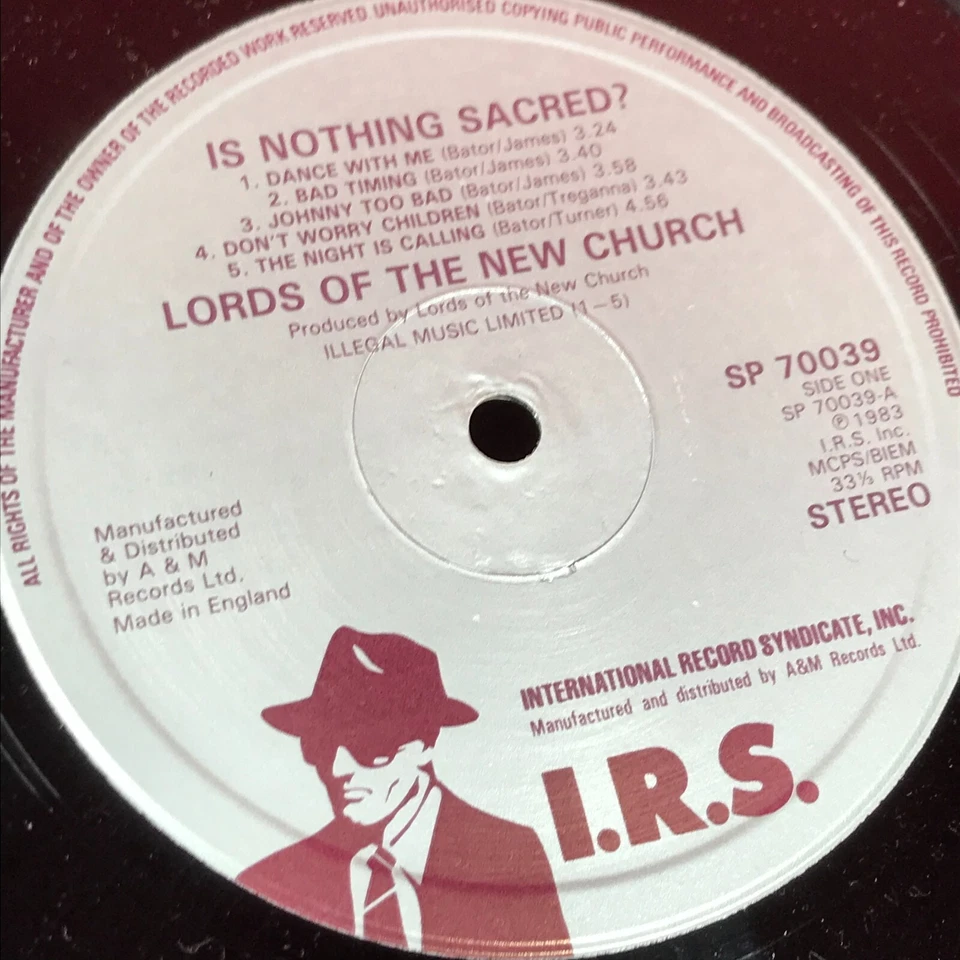 ALL RIGHTS OF THE MANUFACTURER AND OF THE OWNER OF THE RECORDED WORK RESERVED UNAUTHORISED COPYING PUBLIC PERFORMANCE AND BROADCASTING OF THIS RECORD PROHIBITED
IS NOTHING SACRED?
1. DANCE WITH ME (Bator/James) 3.24
2. BAD TIMING (Bator/James) 3.40
3. JOHNNY TOO BAD (Bator/James) 3.58
4. DON'T WORRY CHILDREN (Bator/Treganna) 3.43
5. THE NIGHT IS CALLING (Bator/Turner) 4.56
LORDS OF THE NEW CHURCH
Produced by Lords of the New Church
ILLEGAL MUSIC LIMITED (1–5)
SP 70039
SIDE ONE
SP 70039-A
℗ 1983
I.R.S. Inc.
MCPS/BIEM
33⅓ RPM
STEREO
Manufactured
& Distributed
by A & M
Records Ltd.
Made in England
INTERNATIONAL RECORD SYNDICATE, INC.
Manufactured and distributed by A&M Records Ltd.
I.R.S.